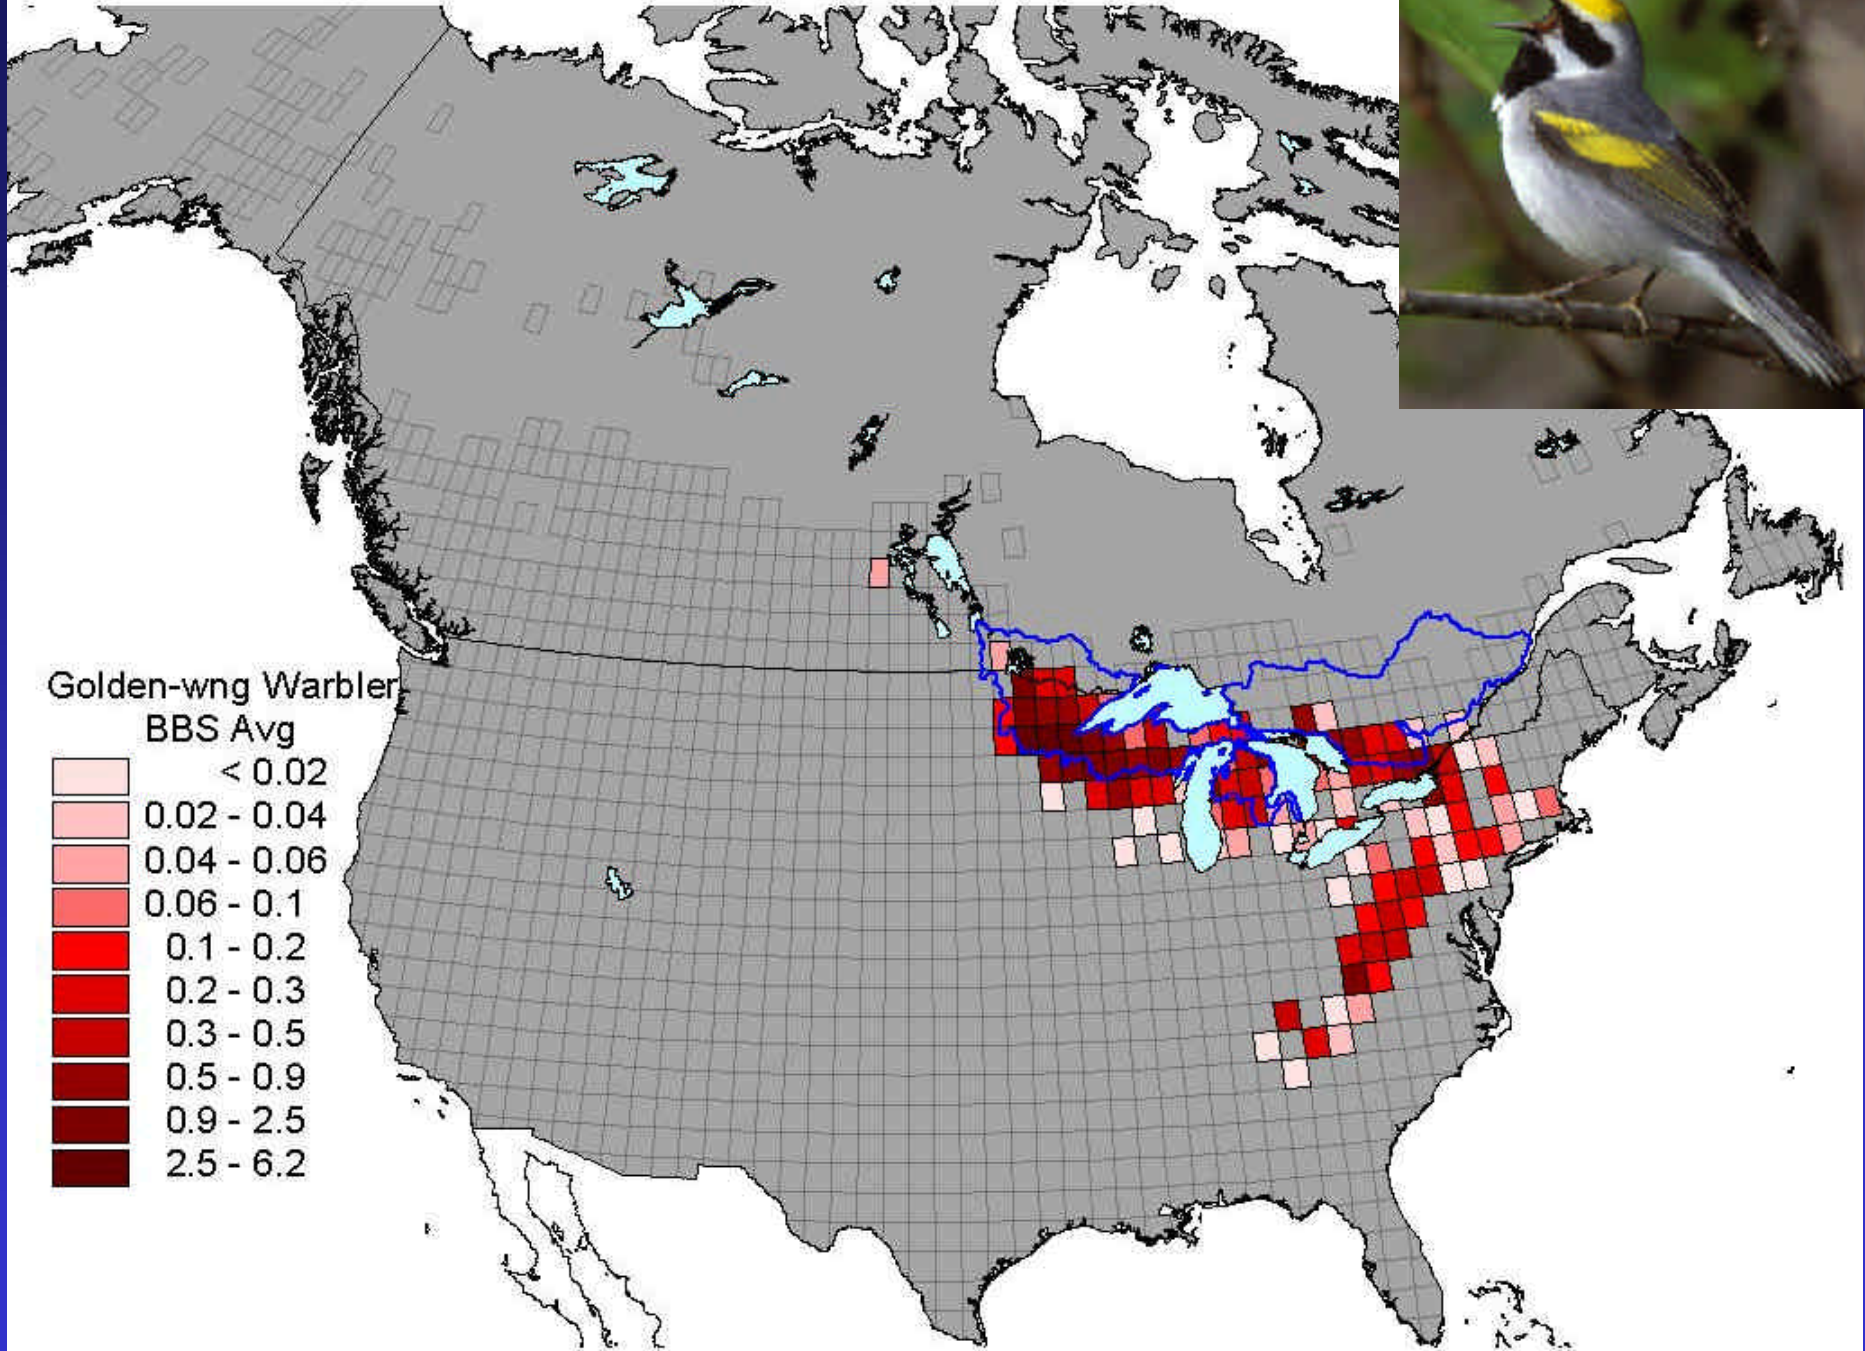 Golden-wng Warbler
BBS Avg
< 0.02
0.02 - 0.04
0.04 - 0.06
0.06 - 0.1
0.1 - 0.2
0.2 - 0.3
0.3 - 0.5
0.5 - 0.9
0.9 - 2.5
2.5 - 6.2